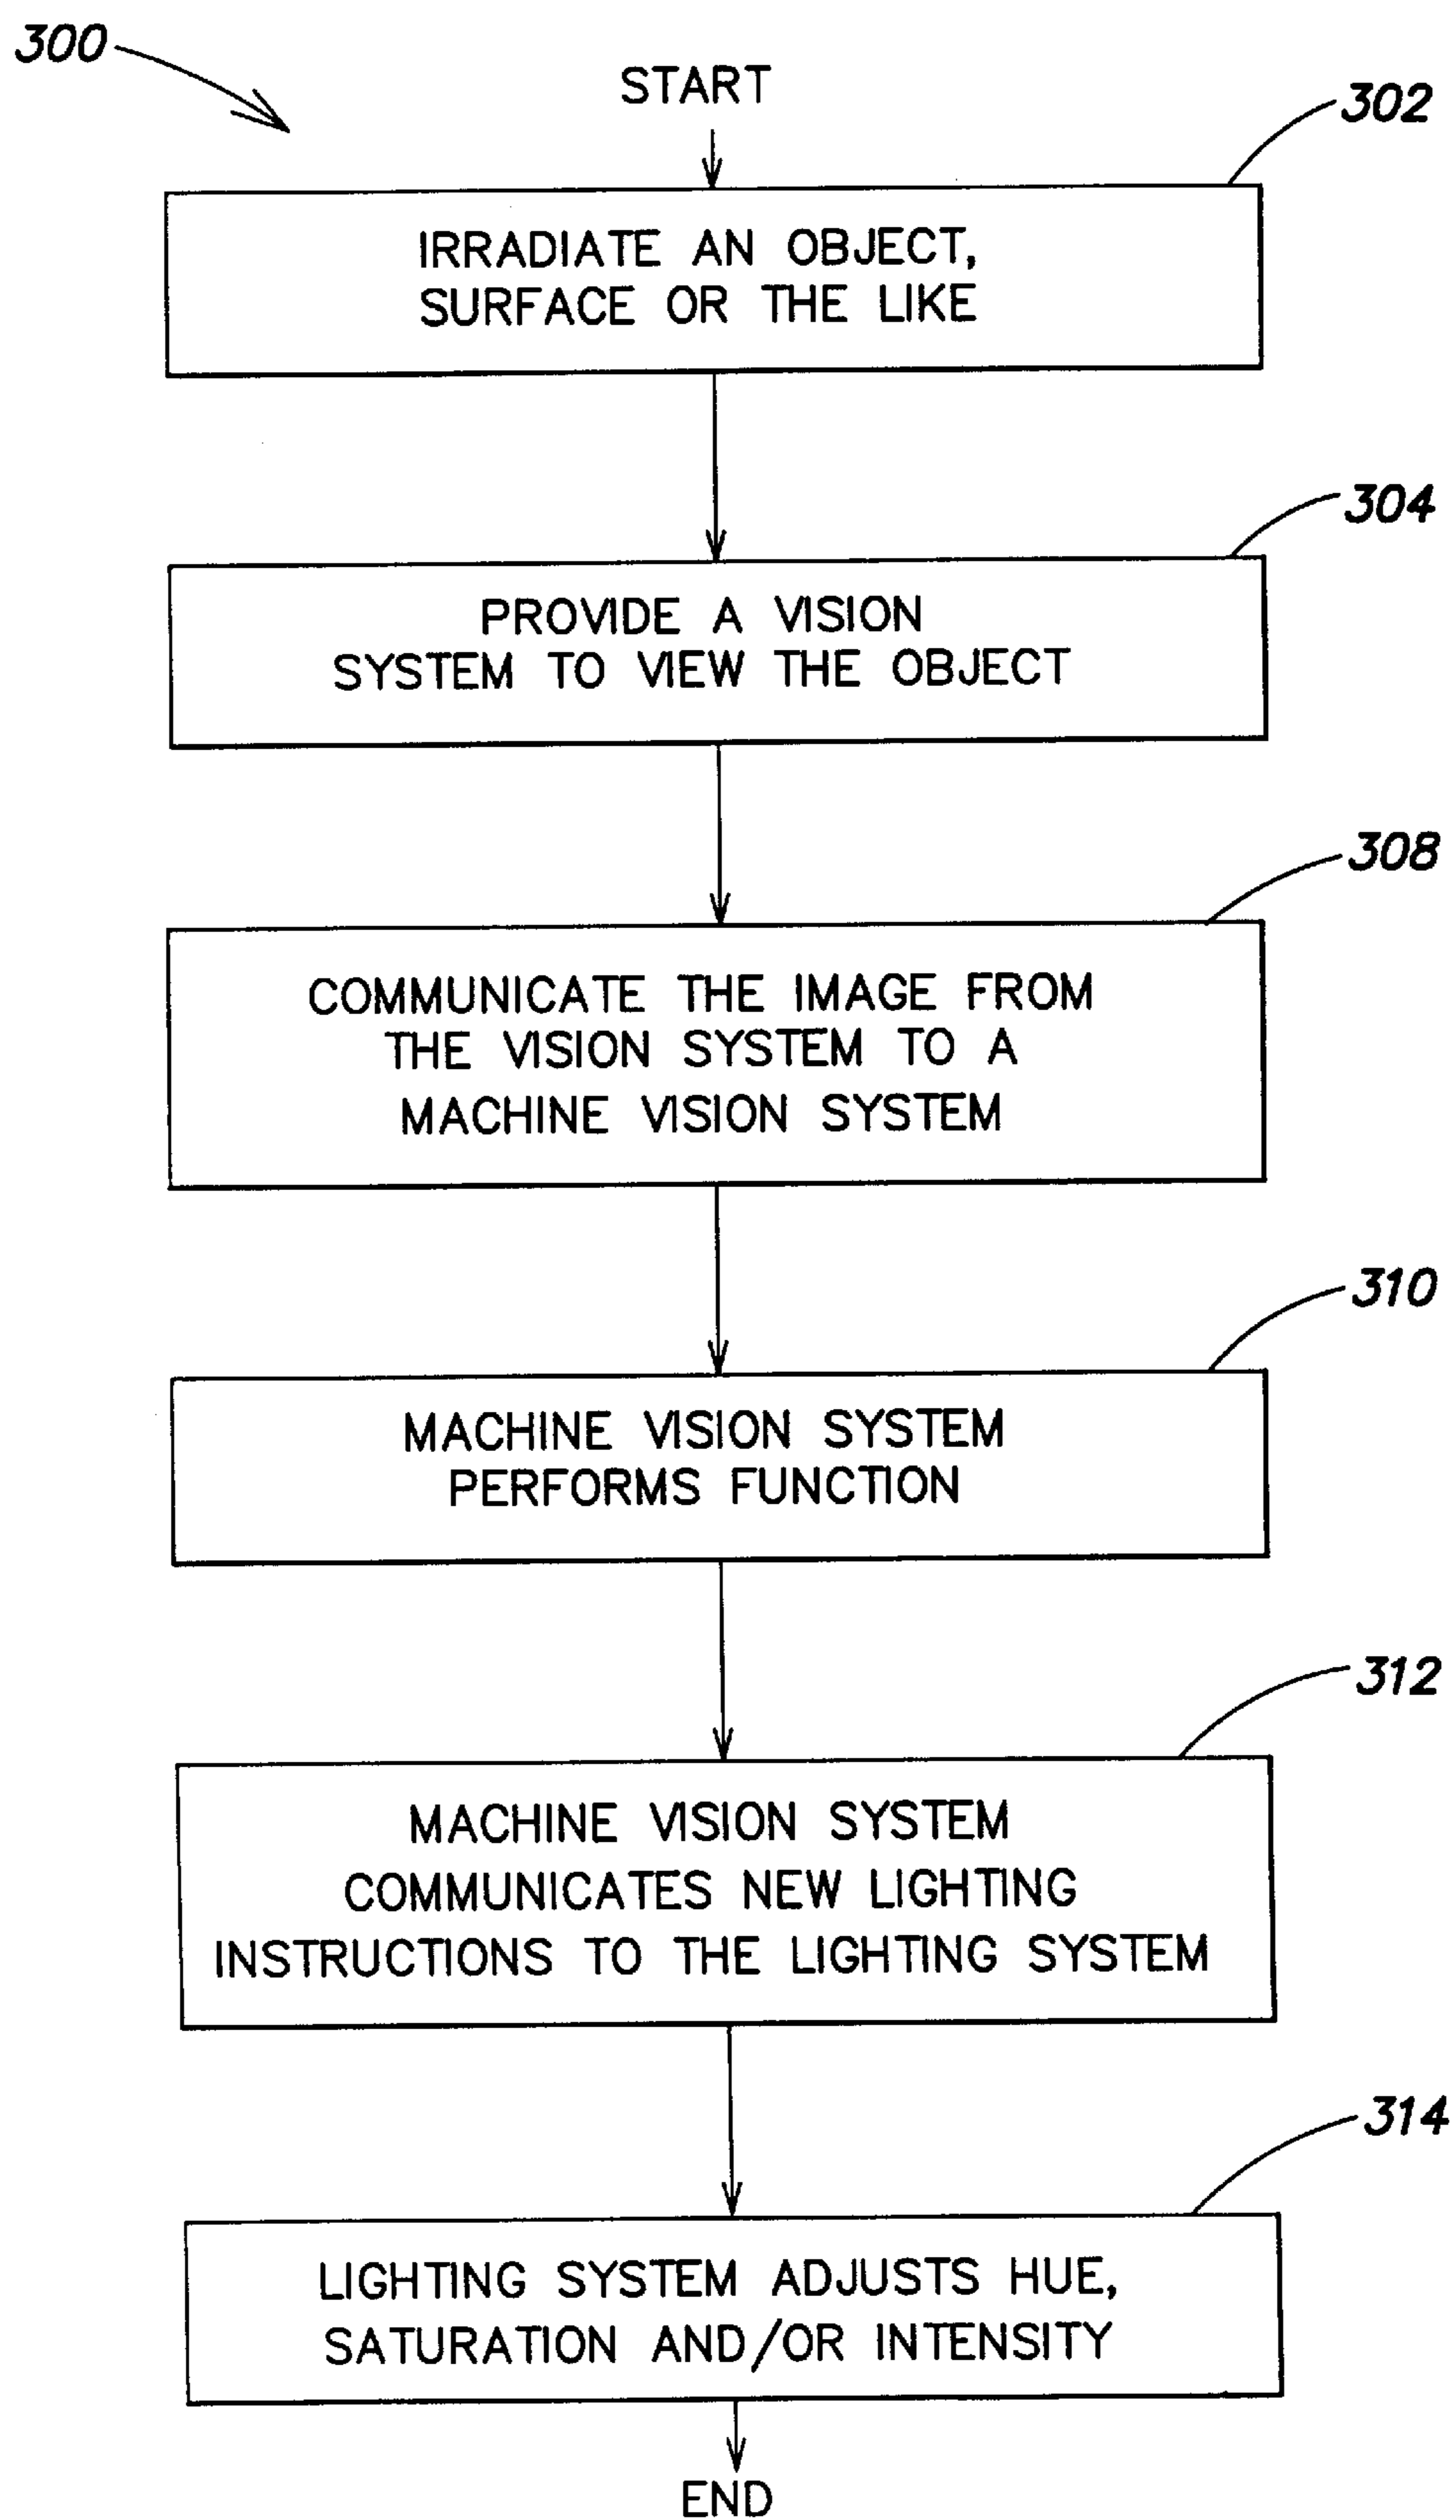 300
START
302
IRRADIATE AN OBJECT,
SURFACE OR THE LIKE
304
PROVIDE A VISION
SYSTEM TO VIEW THE OBJECT
308
COMMUNICATE THE IMAGE FROM
THE VISION SYSTEM TO A
MACHINE VISION SYSTEM
310
MACHINE VISION SYSTEM
PERFORMS FUNCTION
312
MACHINE VISION SYSTEM
COMMUNICATES NEW LIGHTING
INSTRUCTIONS TO THE LIGHTING SYSTEM
314
LIGHTING SYSTEM ADJUSTS HUE,
SATURATION AND/OR INTENSITY
END